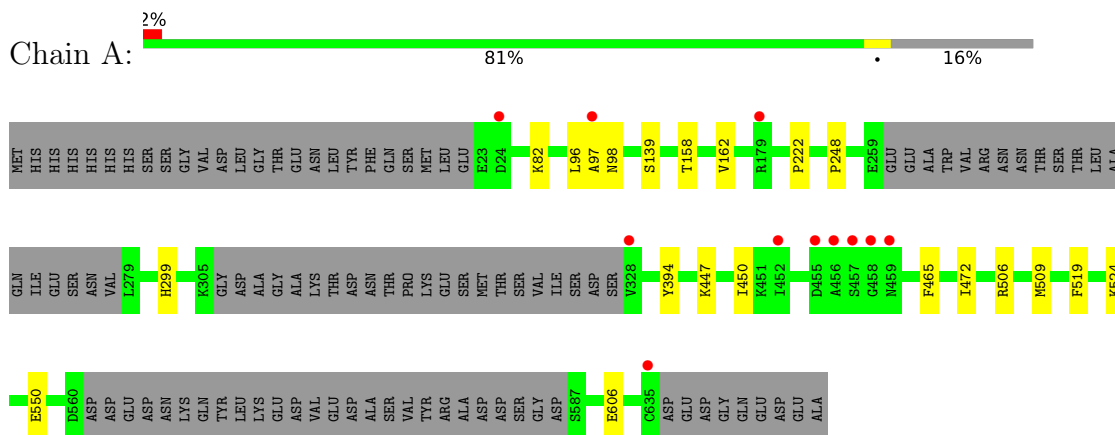 2%
Chain A:
81%
•
16%
MET HIS HIS HIS HIS HIS HIS SER SER GLY VAL ASP LEU GLY THR GLU ASN LEU TYR PHE GLN SER MET LEU GLU E23 D24 K82 L96 A97 N98 S139 T158 V162 R179 P222 P248 E259 GLU GLU ALA TRP VAL ARG ASN ASN THR SER THR LEU ALA
GLN ILE GLU SER ASN VAL L279 H299 K305 GLY ASP ALA GLY ALA LYS THR ASP ASN THR PRO LYS GLU SER MET THR SER VAL ILE SER ASP SER V328 Y394 K447 I450 K451 I452 D455 A456 S457 G458 N459 F465 I472 R506 M509 F519 K524
E550 D560 ASP ASP GLU ASP ASN LYS GLN TYR LEU LYS GLU ASP VAL GLU ASP ALA SER VAL TYR ARG ALA ASP ASP SER GLY ASP S587 E606 C635 ASP GLU ASP GLY GLN GLU ASP GLU ALA